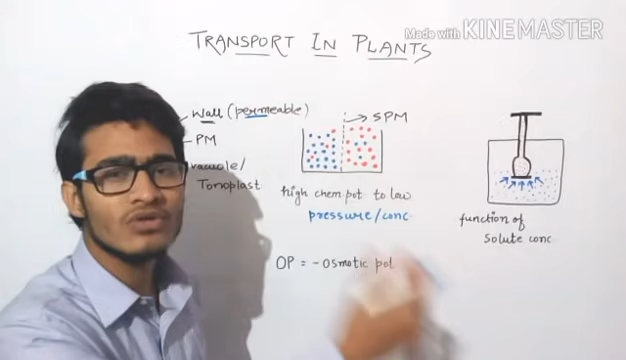 Made with KINEMASTER
TRANSPORT IN PLANTS
Wall (permeable)
SPM
PM
vacuole/
Tonoplast
high chem pot to low
pressure/conc
function of
solute conc
OP = - osmotic pot